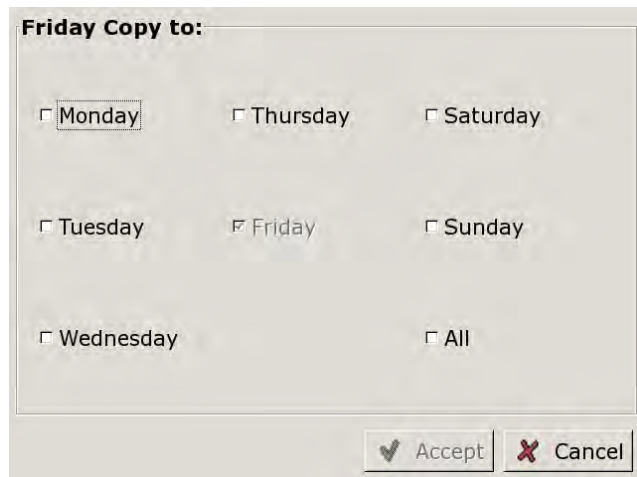 Friday Copy to:
Monday Thursday Saturday
Tuesday Friday Sunday
Wednesday All
Accept Cancel